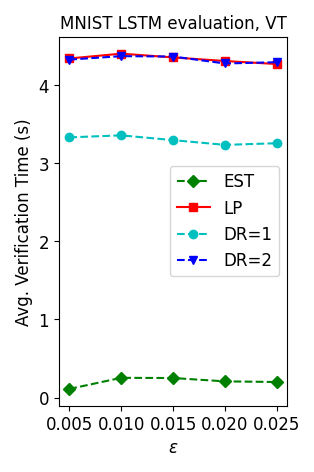 MNIST LSTM evaluation, VT
Avg. Verification Time (s)
4
3
2
1
0
EST
LP
DR=1
DR=2
0.005 0.010 0.015 0.020 0.025
ε